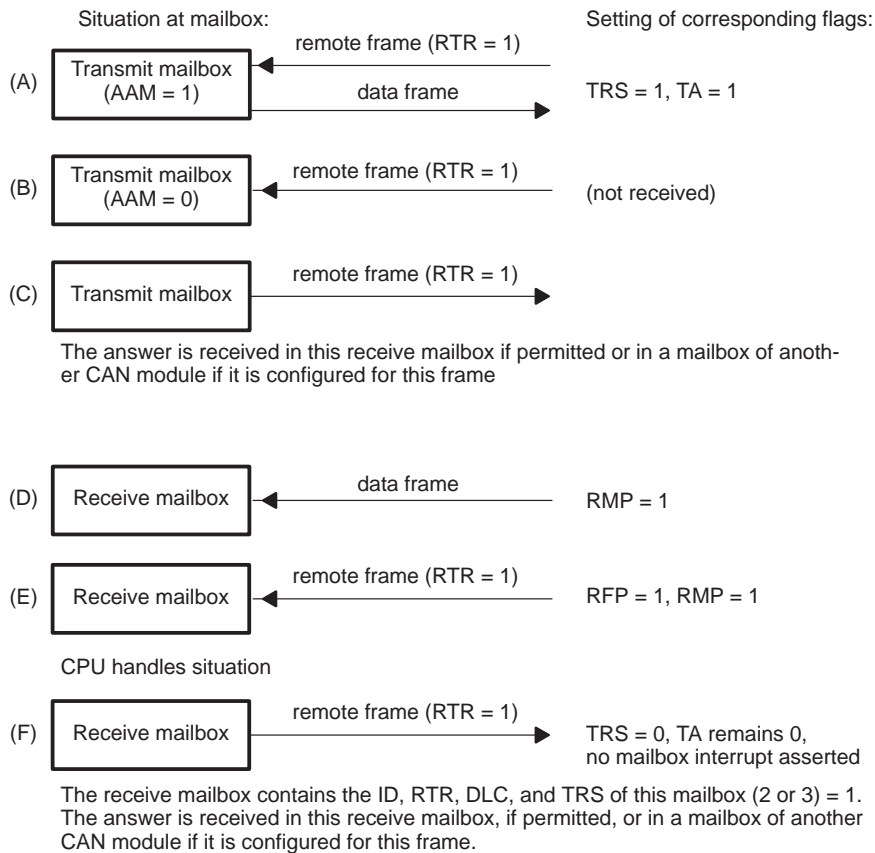 Situation at mailbox:
Setting of corresponding flags:
(A)
Transmit mailbox
(AAM = 1)
remote frame (RTR = 1)
data frame
TRS = 1, TA = 1
(B)
Transmit mailbox
(AAM = 0)
remote frame (RTR = 1)
(not received)
(C)
Transmit mailbox
remote frame (RTR = 1)
The answer is received in this receive mailbox if permitted or in a mailbox of anoth-
er CAN module if it is configured for this frame
(D)
Receive mailbox
data frame
RMP = 1
(E)
Receive mailbox
remote frame (RTR = 1)
RFP = 1, RMP = 1
CPU handles situation
(F)
Receive mailbox
remote frame (RTR = 1)
TRS = 0, TA remains 0,
no mailbox interrupt asserted
The receive mailbox contains the ID, RTR, DLC, and TRS of this mailbox (2 or 3) = 1.
The answer is received in this receive mailbox, if permitted, or in a mailbox of another
CAN module if it is configured for this frame.